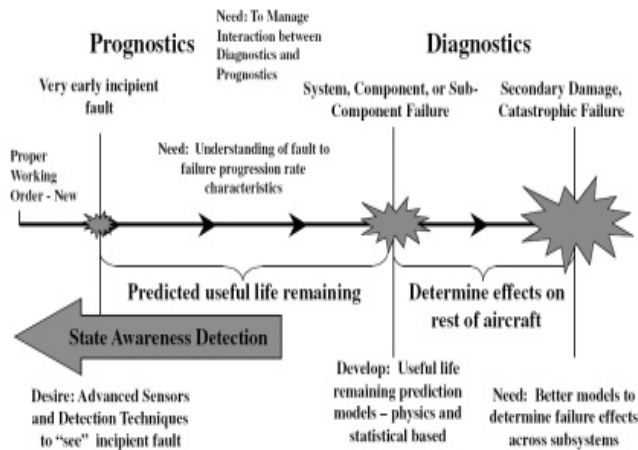 Need: To Manage
Interaction between
Diagnostics and
Prognostics
Prognostics
Diagnostics
Very early incipient
fault
System, Component, or Sub-
Component Failure
Secondary Damage,
Catastrophic Failure
Proper
Working
Order - New
Need: Understanding of fault to
failure progression rate
characteristics
Predicted useful life remaining
Determine effects on
rest of aircraft
State Awareness Detection
Desire: Advanced Sensors
and Detection Techniques
to "see" incipient fault
Develop: Useful life
remaining prediction
models – physics and
statistical based
Need: Better models to
determine failure effects
across subsystems